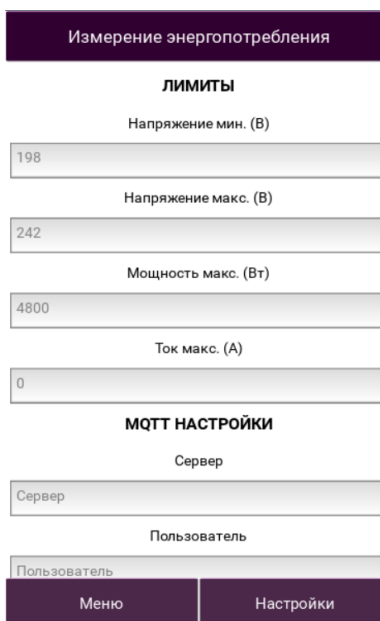 Измерение энергопотребления
ЛИМИТЫ
Напряжение мин. (В)
198
Напряжение макс. (В)
242
Мощность макс. (Вт)
4800
Ток макс. (А)
0
MQTT НАСТРОЙКИ
Сервер
Сервер
Пользователь
Пользователь
Меню
Настройки